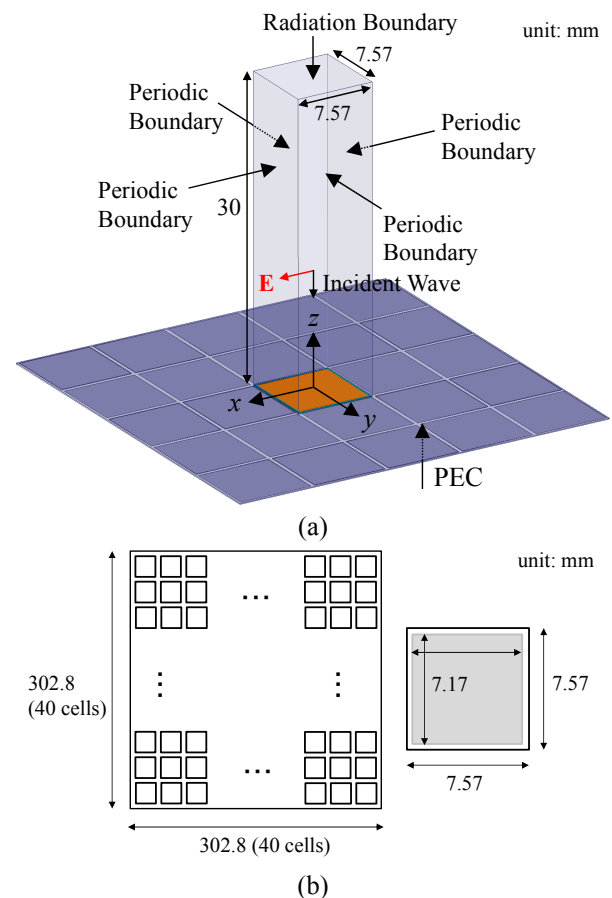 Radiation Boundary
unit: mm
7.57
Periodic
Boundary
7.57
Periodic
Boundary
Periodic
Boundary
30
Periodic
Boundary
E
Incident Wave
z
x
y
PEC
(a)
unit: mm
...
302.8
(40 cells)
...
...
7.17
7.57
...
7.57
302.8 (40 cells)
(b)